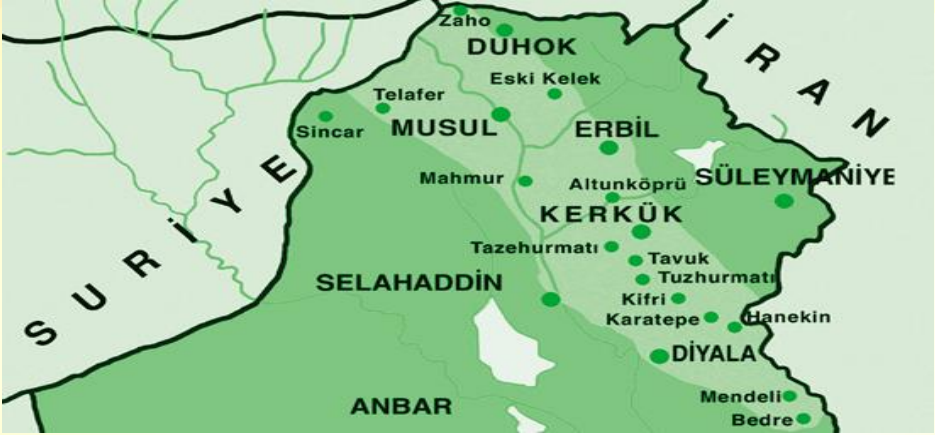 Zaho
DUHOK
İRAN
Eski Kelek
Telafer
Sincar
MUSUL
ERBİL
SURİYE
Mahmur
Altunköprü
SÜLEYMANİYE
KERKÜK
Tazehurmatı
Tavuk
Tuzhurmatı
SELAHADDİN
Kifri
Karatepe
Hanekin
DİYALA
Mendeli
ANBAR
Bedre